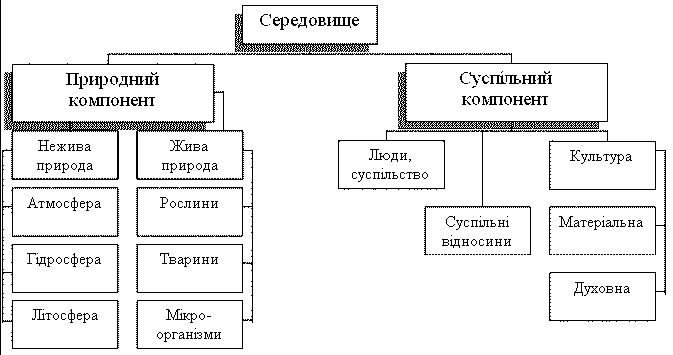 Середовище
Природний
компонент
Суспільний
компонент
Нежива
природа
Жива
природа
Люди,
суспільство
Культура
Атмосфера
Рослини
Суспільні
відносини
Матеріальна
Гідросфера
Тварини
Духовна
Літосфера
Мікро-
організми